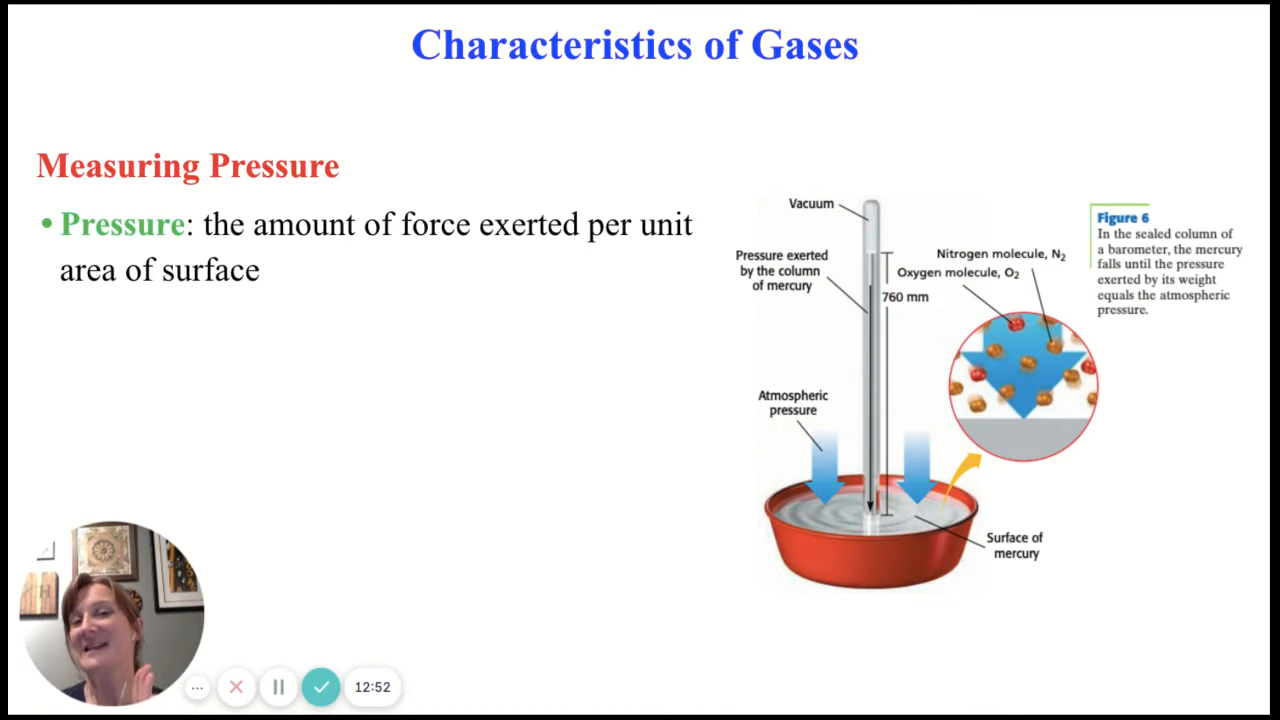 Characteristics of Gases
Measuring Pressure
• Pressure: the amount of force exerted per unit
area of surface
Vacuum
Pressure exerted
by the column
of mercury
760 mm
Nitrogen molecule, N₂
Oxygen molecule, O₂
Atmospheric
pressure
Surface of
mercury
Figure 6
In the sealed column of
a barometer, the mercury
falls until the pressure
exerted by its weight
equals the atmospheric
pressure.
H
12:52